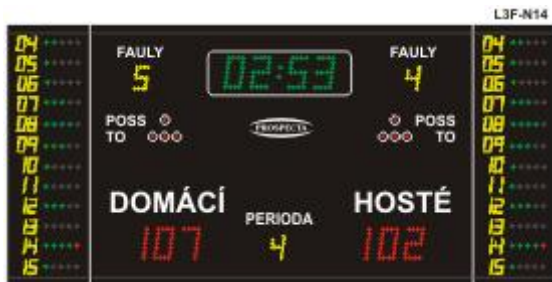 L3F-N14
04 FAULY 02:53 FAULY 04
05 5 4 05
06 06
07 07
08 POSS POSS 08
09 TO PROSPECTA TO 09
10 10
11 11
12 DOMÁCÍ HOSTÉ 12
13 PERIODA 13
14 107 4 102 14
15 15